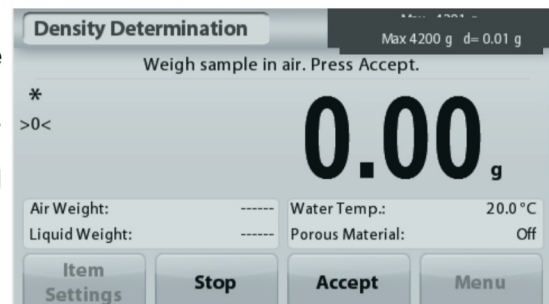 Density Determination
Max 4200 g d= 0.01 g
Weigh sample in air. Press Accept.
*
>0<
0.00 g
Air Weight: ------ Water Temp.: 20.0 °C
Liquid Weight: ------ Porous Material: Off
Item Settings
Stop
Accept
Menu